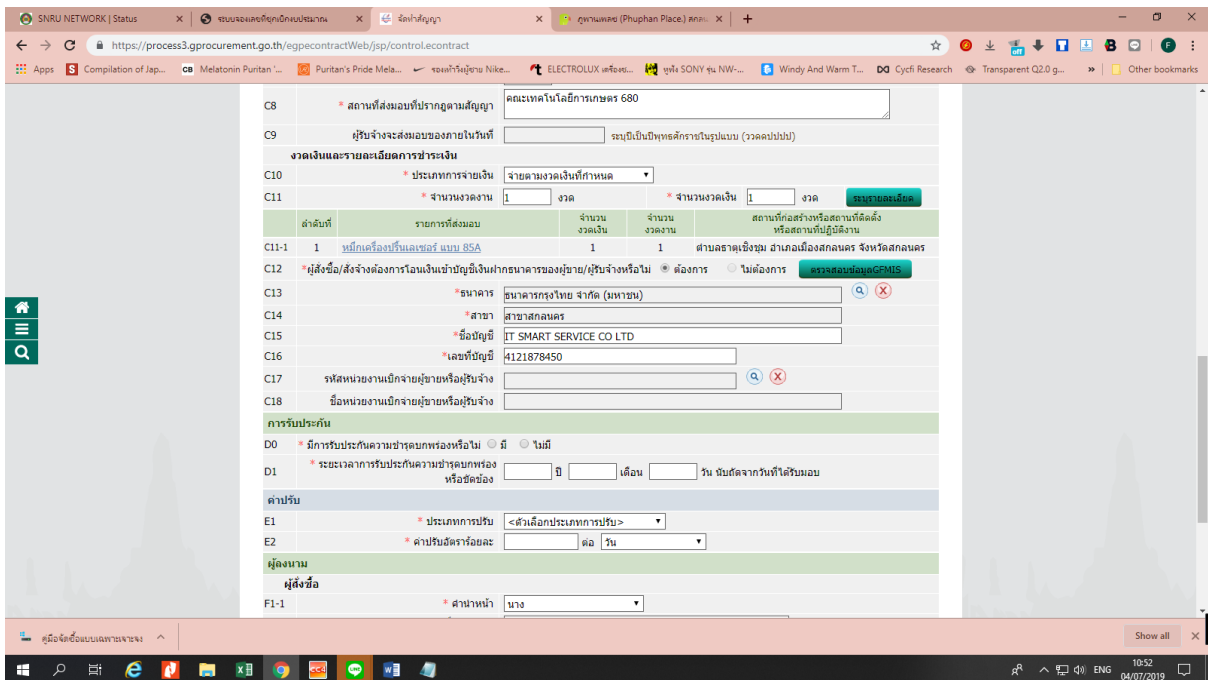 SNRU NETWORK | Status
ระบบจองเลขที่ฎีกาเบิกงบประมาณ
จัดทำสัญญา
ภูพานเพลซ (Phuphan Place.)
https://process3.gprocurement.go.th/egpecontractWeb/jsp/control.econtract
Apps Compilation of Jap... Melatonin Puritan '... Puritan's Pride Mela... รองเท้าวิ่งผู้ชาย Nike... ELECTROLUX เครื่องซ... หูฟัง SONY รุ่น NW-... Windy And Warm T... Cycfi Research Transparent Q2.0 g... » Other bookmarks
C8 * สถานที่ส่งมอบที่ปรากฏตามสัญญา คณะเทคโนโลยีการเกษตร 680
C9 ผู้รับจ้างจะส่งมอบของภายในวันที่ ระบุปีเป็นปีพุทธศักราชในรูปแบบ (ววดดปปปป)
งวดเงินและรายละเอียดการชำระเงิน
C10 * ประเภทการจ่ายเงิน จ่ายตามงวดเงินที่กำหนด
C11 * จำนวนงวดงาน 1 งวด * จำนวนงวดเงิน 1 งวด ระบุรายละเอียด
ลำดับที่ รายการที่ส่งมอบ จำนวนงวดเงิน จำนวนงวดงาน สถานที่ก่อสร้างหรือสถานที่ติดตั้งหรือสถานที่ปฏิบัติงาน
C11-1 1 หมึกเครื่องปริ้นเลเซอร์ แบบ 85A 1 1 ตำบลธาตุเชิงชุม อำเภอเมืองสกลนคร จังหวัดสกลนคร
C12 *ผู้สั่งซื้อ/สั่งจ้างต้องการโอนเงินเข้าบัญชีเงินฝากธนาคารของผู้ขาย/ผู้รับจ้างหรือไม่ ต้องการ ไม่ต้องการ ตรวจสอบข้อมูลGFMIS
C13 *ธนาคาร ธนาคารกรุงไทย จำกัด (มหาชน)
C14 *สาขา สาขาสกลนคร
C15 *ชื่อบัญชี IT SMART SERVICE CO LTD
C16 *เลขที่บัญชี 4121878450
C17 รหัสหน่วยงานเบิกจ่ายผู้ขายหรือผู้รับจ้าง
C18 ชื่อหน่วยงานเบิกจ่ายผู้ขายหรือผู้รับจ้าง
การรับประกัน
D0 * มีการรับประกันความชำรุดบกพร่องหรือไม่ มี ไม่มี
D1 * ระยะเวลาการรับประกันความชำรุดบกพร่อง
หรือขัดข้อง ปี เดือน วัน นับถัดจากวันที่ได้รับมอบ
ค่าปรับ
E1 * ประเภทการปรับ <ตัวเลือกประเภทการปรับ>
E2 * ค่าปรับอัตราร้อยละ ต่อ วัน
ผู้ลงนาม
ผู้สั่งซื้อ
F1-1 * คำนำหน้า นาง
คู่มือจัดซื้อแบบเฉพาะเจาะจง Show all
ENG 10:52
04/07/2019